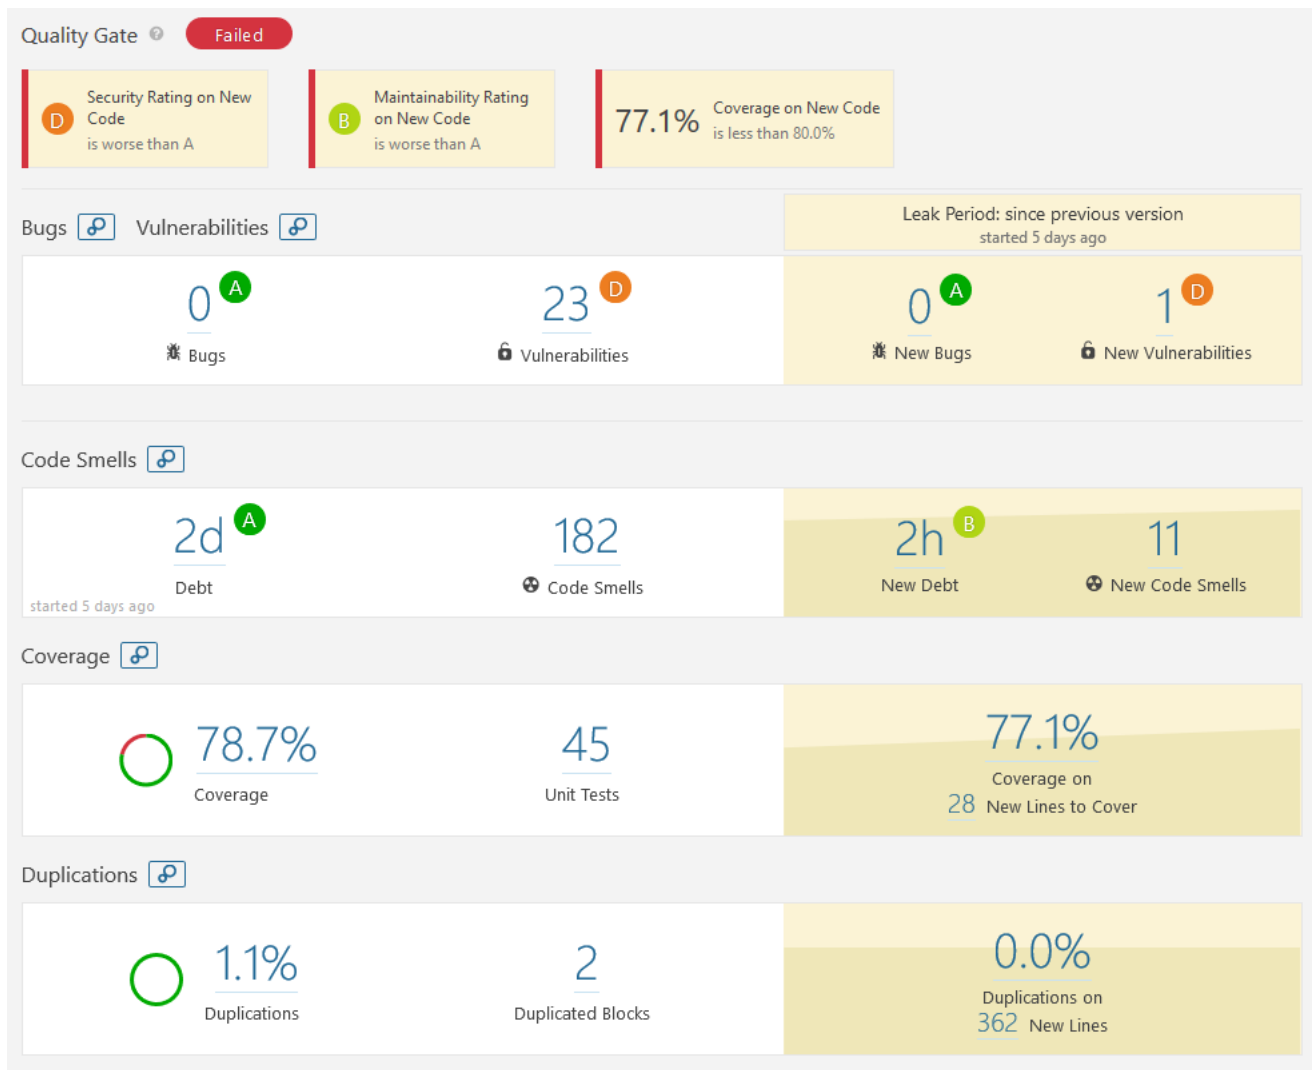 Quality Gate ? Failed
D Security Rating on New
Code
is worse than A
B Maintainability Rating
on New Code
is worse than A
77.1% Coverage on New Code
is less than 80.0%
Bugs Vulnerabilities
Leak Period: since previous version
started 5 days ago
0 A 23 D 0 A 1 D
Bugs Vulnerabilities New Bugs New Vulnerabilities
Code Smells
2d A 182 2h B 11
Debt Code Smells New Debt New Code Smells
started 5 days ago
Coverage
78.7% 45 77.1%
Coverage Unit Tests Coverage on
28 New Lines to Cover
Duplications
1.1% 2 0.0%
Duplications Duplicated Blocks Duplications on
362 New Lines